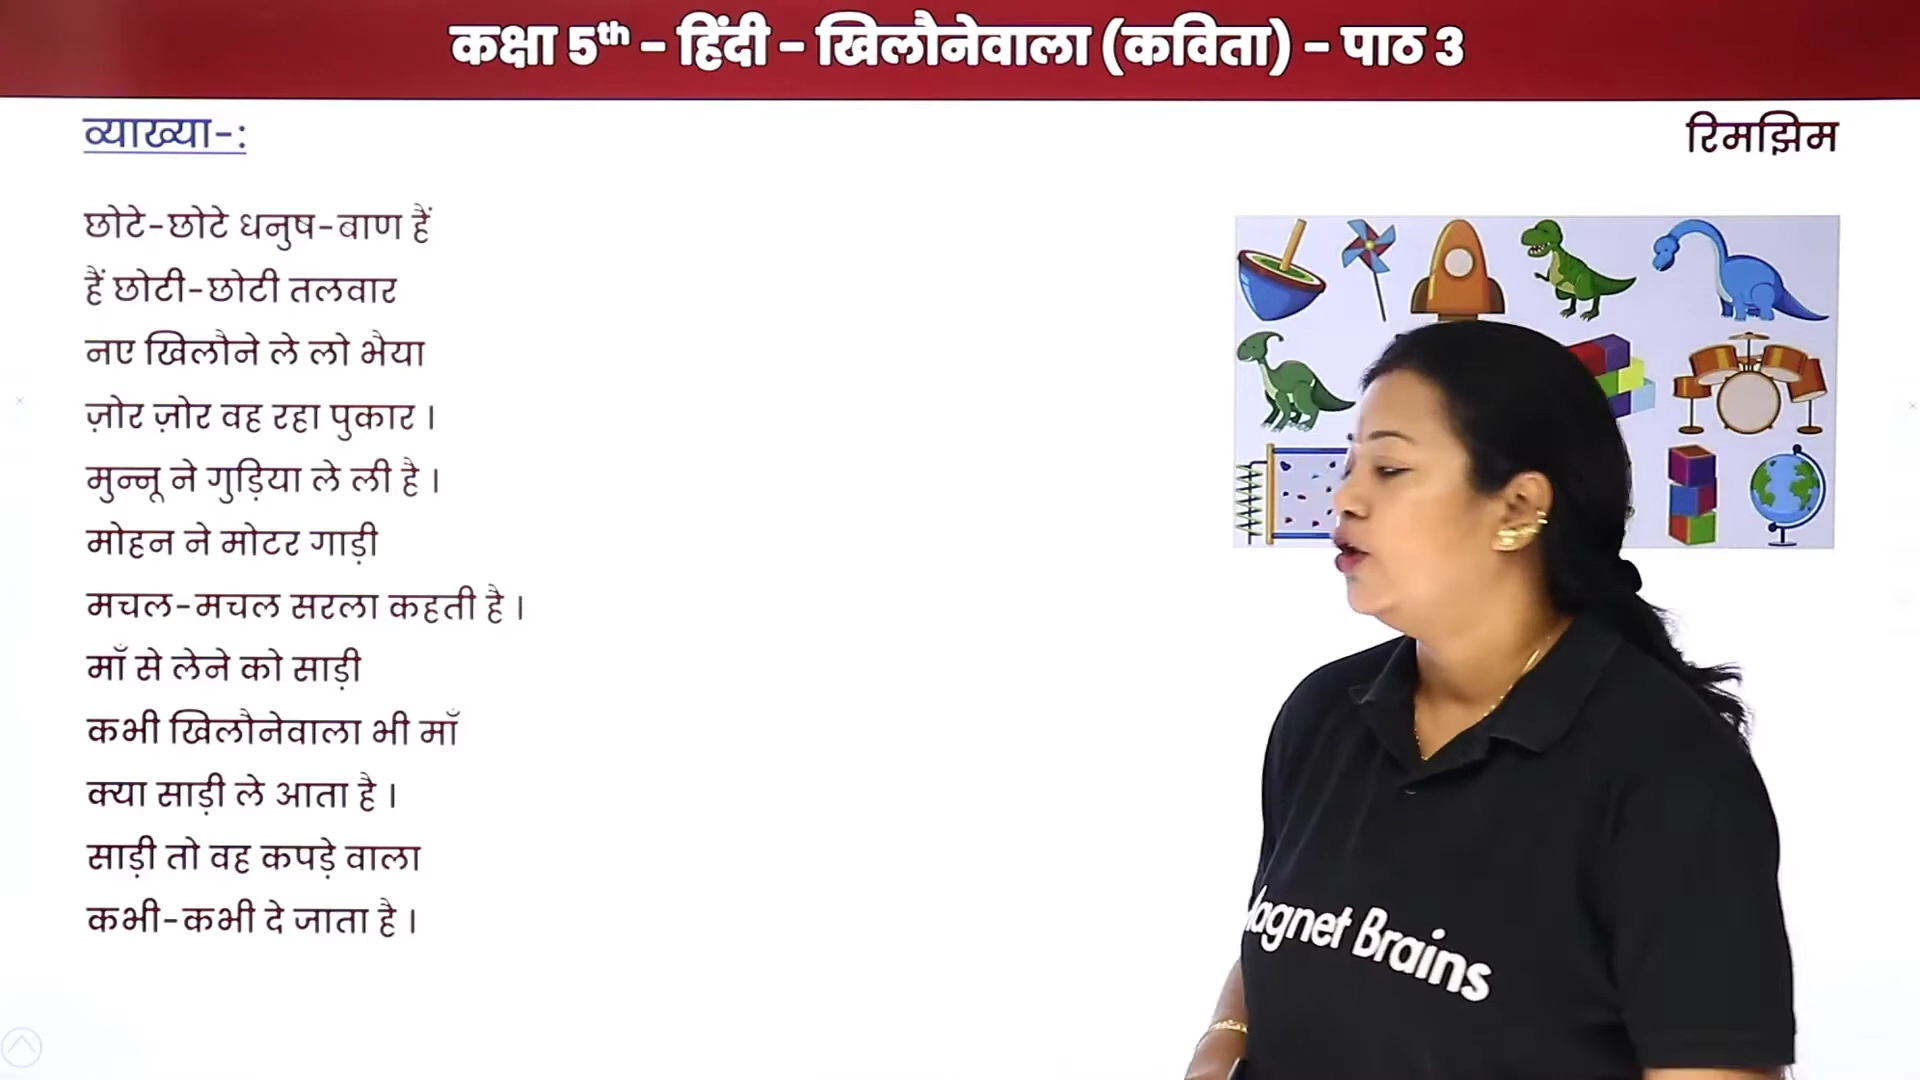 कक्षा 5th - हिंदी - खिलौनेवाला (कविता) - पाठ 3
व्याख्या-:
रिमझिम
छोटे-छोटे धनुष-बाण हैं
हैं छोटी-छोटी तलवार
नए खिलौने ले लो भैया
ज़ोर ज़ोर वह रहा पुकार ।
मुन्नू ने गुड़िया ले ली है ।
मोहन ने मोटर गाड़ी
मचल-मचल सरला कहती है ।
माँ से लेने को साड़ी
कभी खिलौनेवाला भी माँ
क्या साड़ी ले आता है ।
साड़ी तो वह कपड़े वाला
कभी-कभी दे जाता है ।
agnet Brains